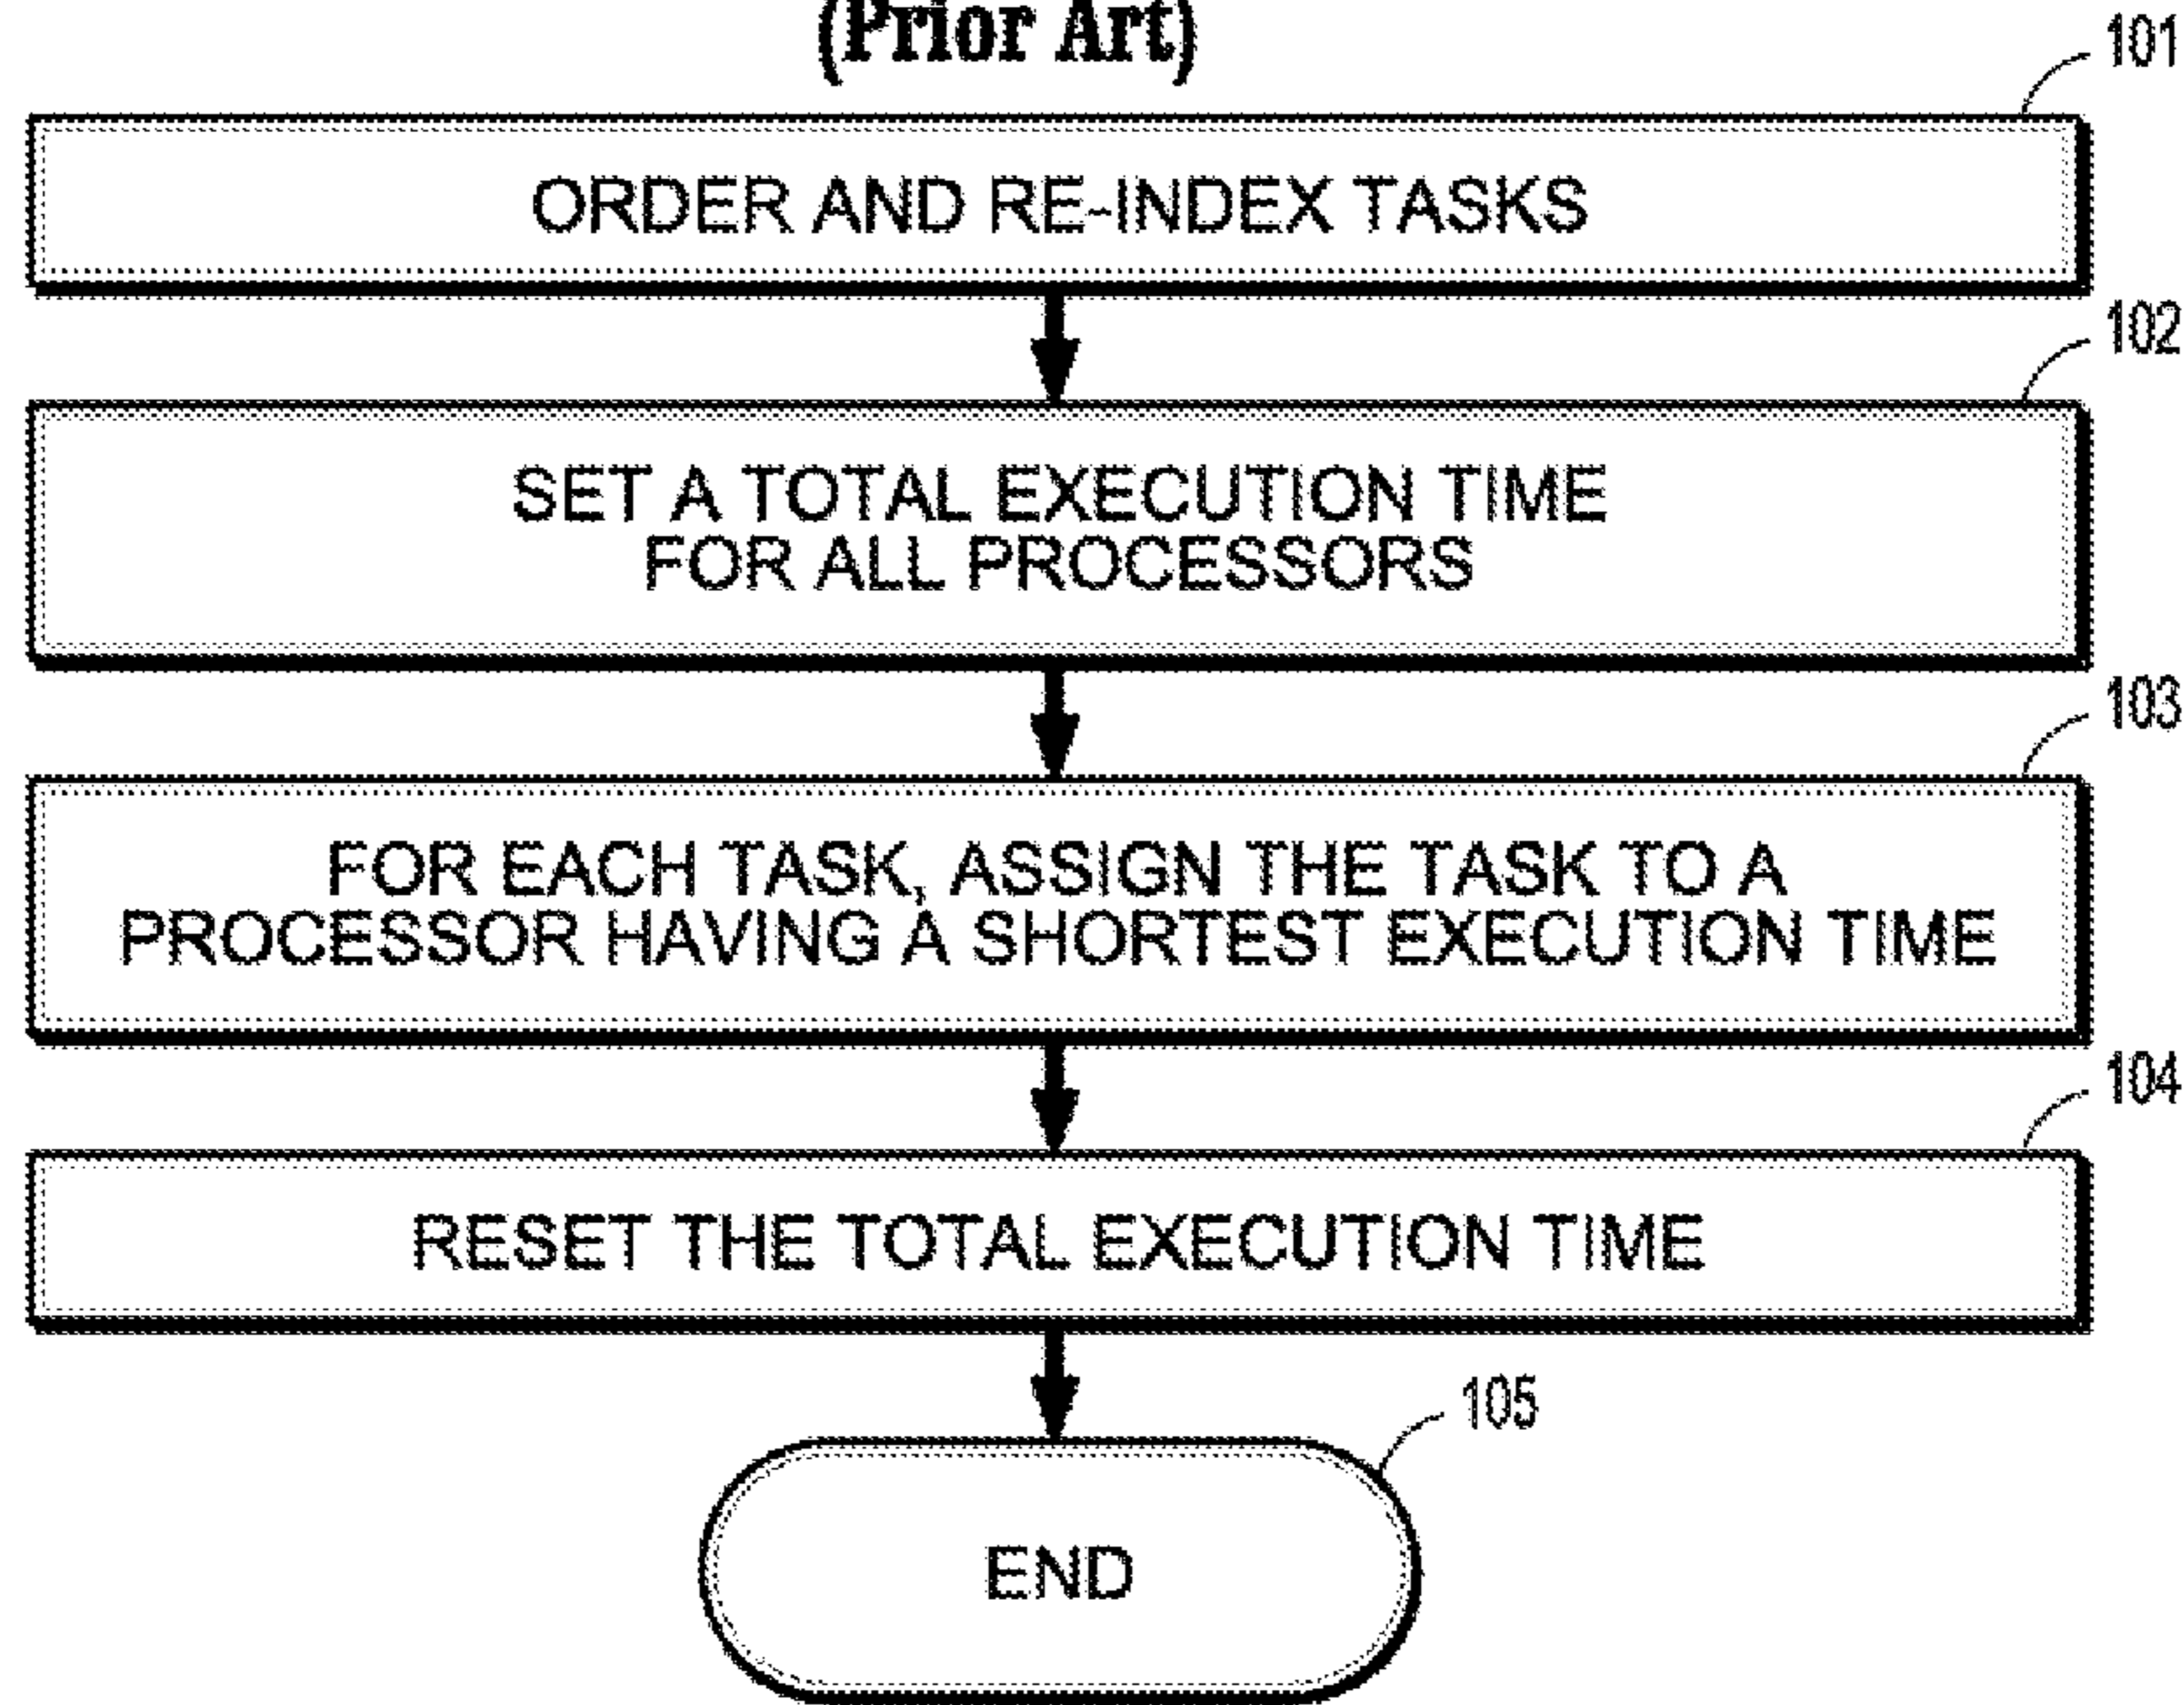 (Prior Art)
101
ORDER AND RE-INDEX TASKS
102
SET A TOTAL EXECUTION TIME
FOR ALL PROCESSORS
103
FOR EACH TASK, ASSIGN THE TASK TO A
PROCESSOR HAVING A SHORTEST EXECUTION TIME
104
RESET THE TOTAL EXECUTION TIME
105
END